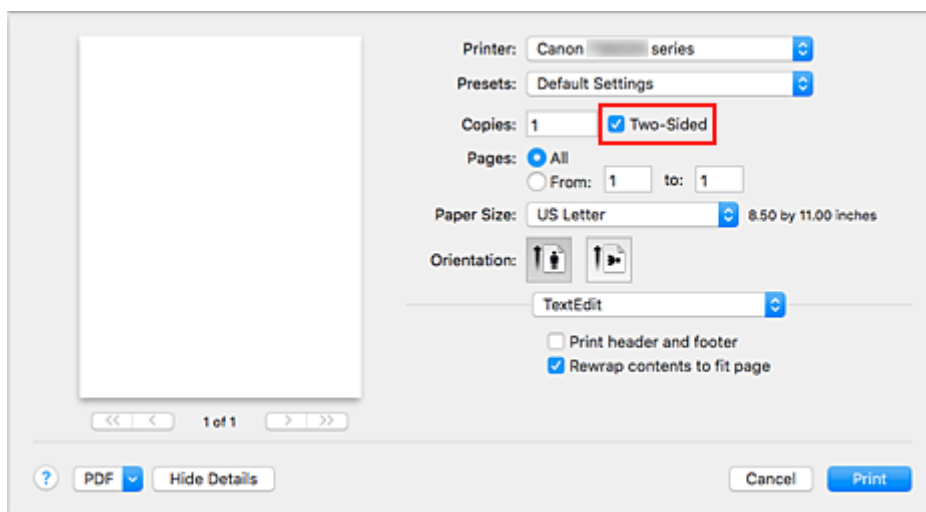 Printer: Canon series
Presets: Default Settings
Copies: 1 Two-Sided
Pages: All
From: 1 to: 1
Paper Size: US Letter 8.50 by 11.00 inches
Orientation:
TextEdit
Print header and footer
Rewrap contents to fit page
<< < 1 of 1 > >>
? PDF Hide Details Cancel Print